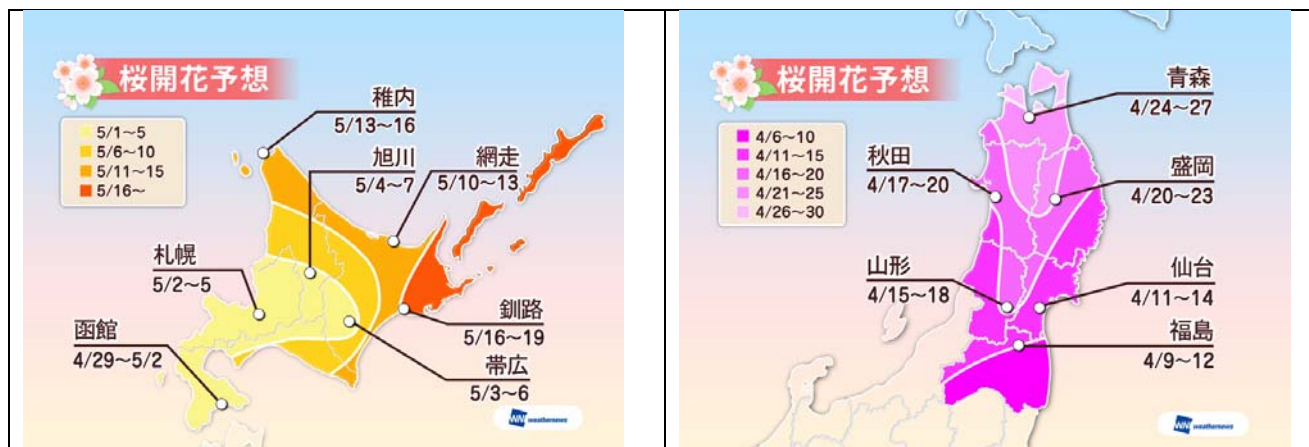 桜開花予想
5/1～5
5/6～10
5/11～15
5/16～
稚内
5/13～16
旭川
5/4～7
網走
5/10～13
札幌
5/2～5
函館
4/29～5/2
釧路
5/16～19
帯広
5/3～6
WN weathernews
桜開花予想
4/6～10
4/11～15
4/16～20
4/21～25
4/26～30
青森
4/24～27
秋田
4/17～20
盛岡
4/20～23
山形
4/15～18
仙台
4/11～14
福島
4/9～12
WN weathernews